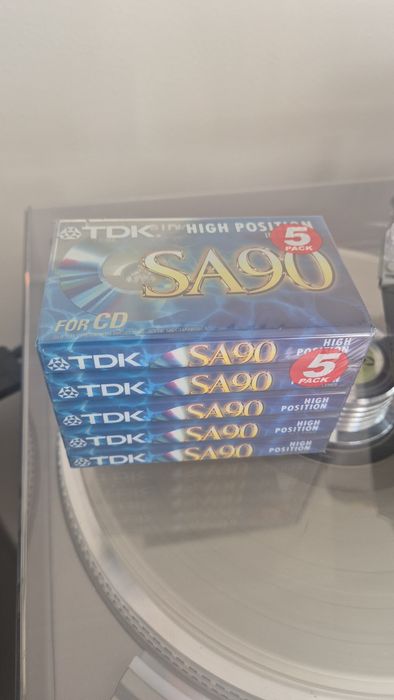 TDK HIGH POSITION
5
PACK
SA90
FOR CD
TDK SA90 HIGH
POSITION
5
PACK
TDK SA90
TDK SA90 HIGH
POSITION
TDK SA90 HIGH
POSITION
TDK SA90 HIGH
POSITION